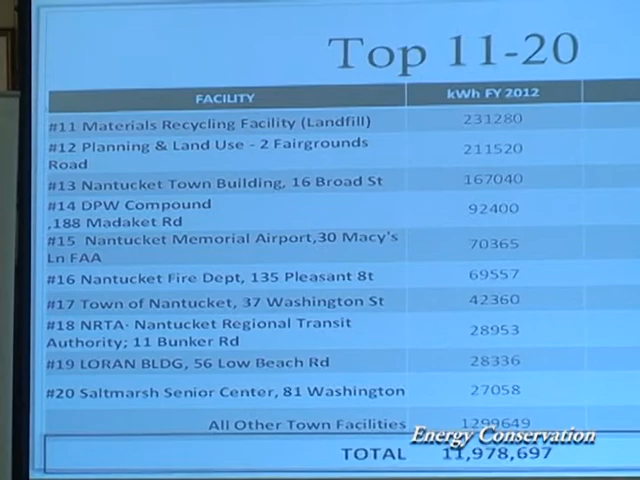 Top 11-20
FACILITY kWh FY 2012
#11 Materials Recycling Facility (Landfill) 231280
#12 Planning & Land Use - 2 Fairgrounds
Road 211520
#13 Nantucket Town Building, 16 Broad St 167040
#14 DPW Compound
,188 Madaket Rd 92400
#15 Nantucket Memorial Airport,30 Macy's
Ln FAA 70365
#16 Nantucket Fire Dept, 135 Pleasant 8t 69557
#17 Town of Nantucket, 37 Washington St 42360
#18 NRTA- Nantucket Regional Transit
Authority; 11 Bunker Rd 28953
#19 LORAN BLDG, 56 Low Beach Rd 28336
#20 Saltmarsh Senior Center, 81 Washington 27058
All Other Town Facilities 1299649
Energy Conservation
TOTAL 11,978,697